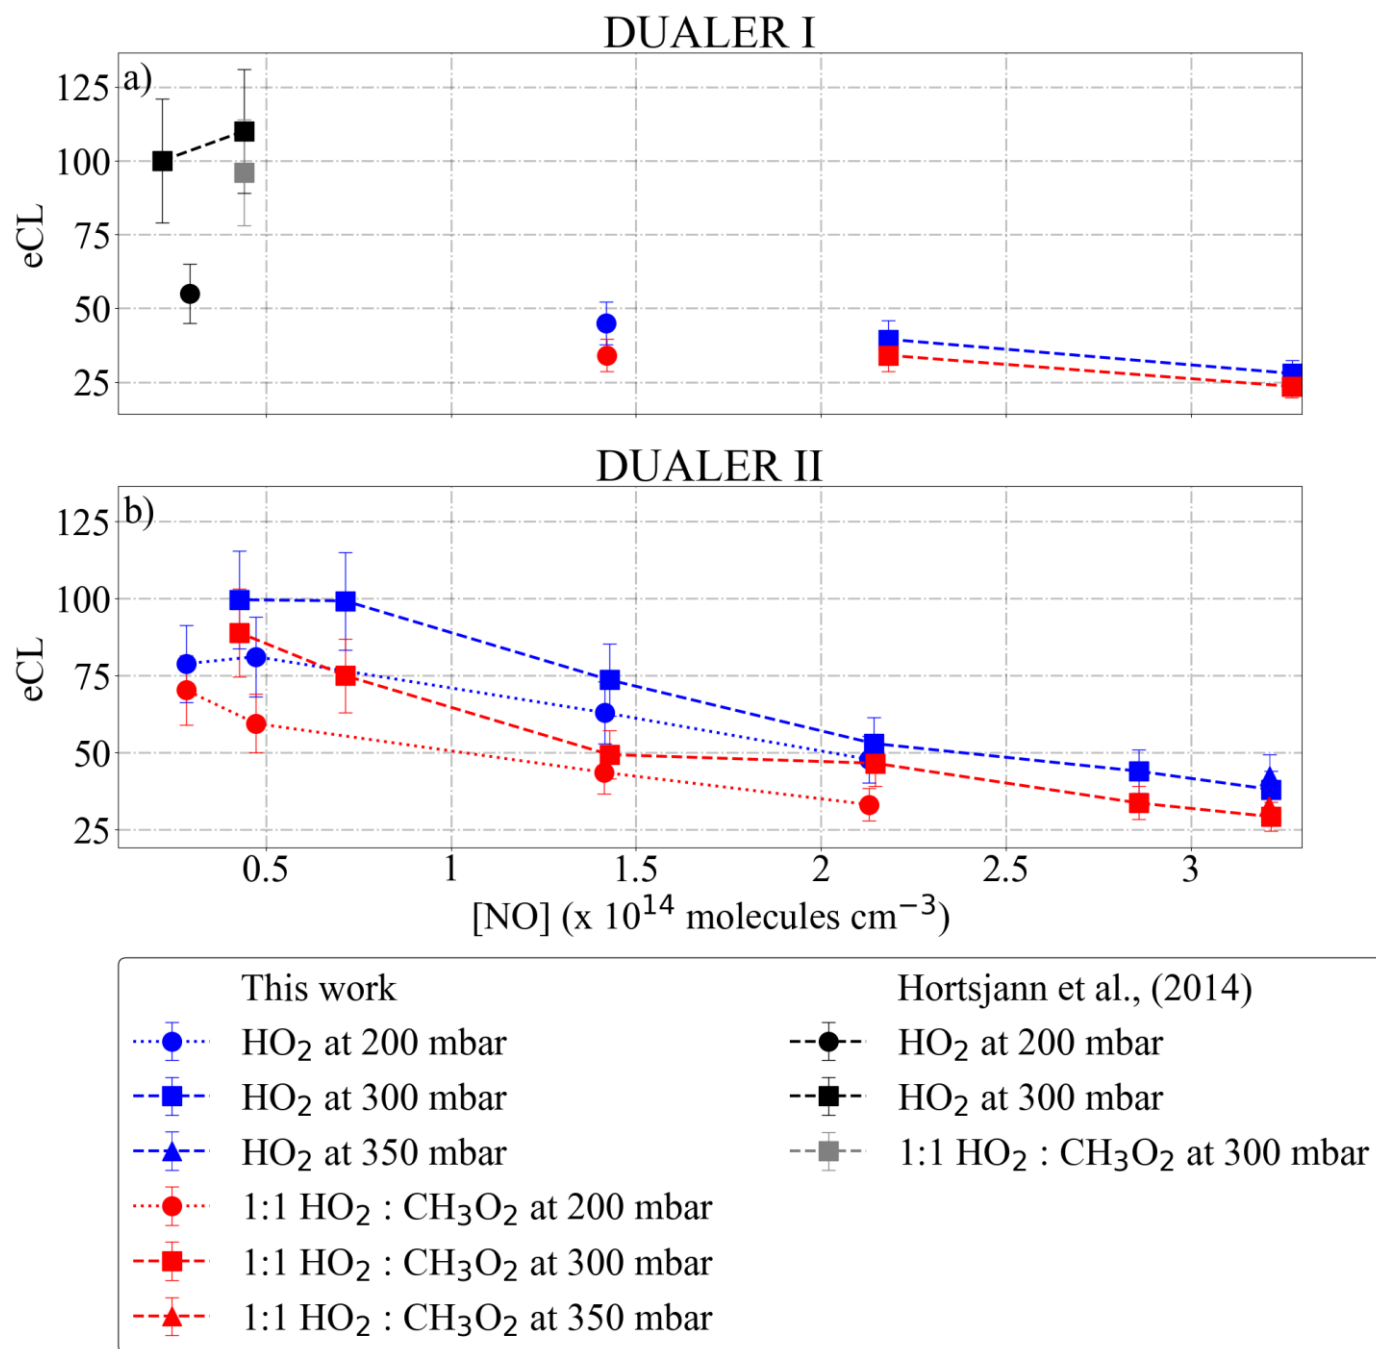 DUALER I
a)
125
100
75
50
25
eCL
DUALER II
b)
125
100
75
50
25
eCL
0.5 1 1.5 2 2.5 3
[NO] (x 10¹⁴ molecules cm⁻³)
This work
HO₂ at 200 mbar
HO₂ at 300 mbar
HO₂ at 350 mbar
1:1 HO₂ : CH₃O₂ at 200 mbar
1:1 HO₂ : CH₃O₂ at 300 mbar
1:1 HO₂ : CH₃O₂ at 350 mbar
Hortsjann et al., (2014)
HO₂ at 200 mbar
HO₂ at 300 mbar
1:1 HO₂ : CH₃O₂ at 300 mbar